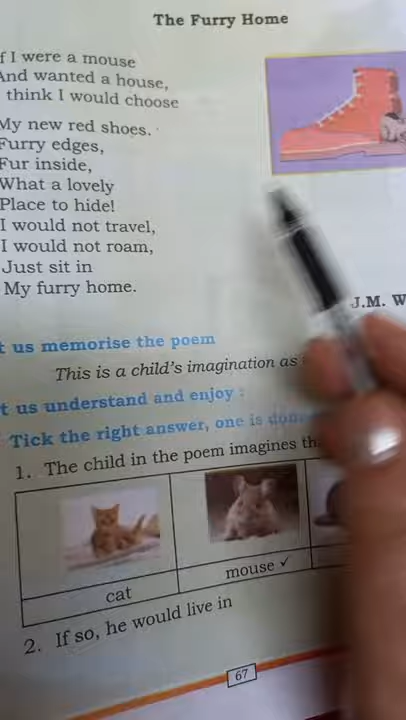 The Furry Home
f I were a mouse
And wanted a house,
think I would choose
My new red shoes.
Furry edges,
Fur inside,
What a lovely
Place to hide!
I would not travel,
I would not roam,
Just sit in
My furry home.
J.M. W
t us memorise the poem
This is a child's imagination as
t us understand and enjoy :
Tick the right answer, one is don
1. The child in the poem imagines th
cat
mouse ✓
2. If so, he would live in
67